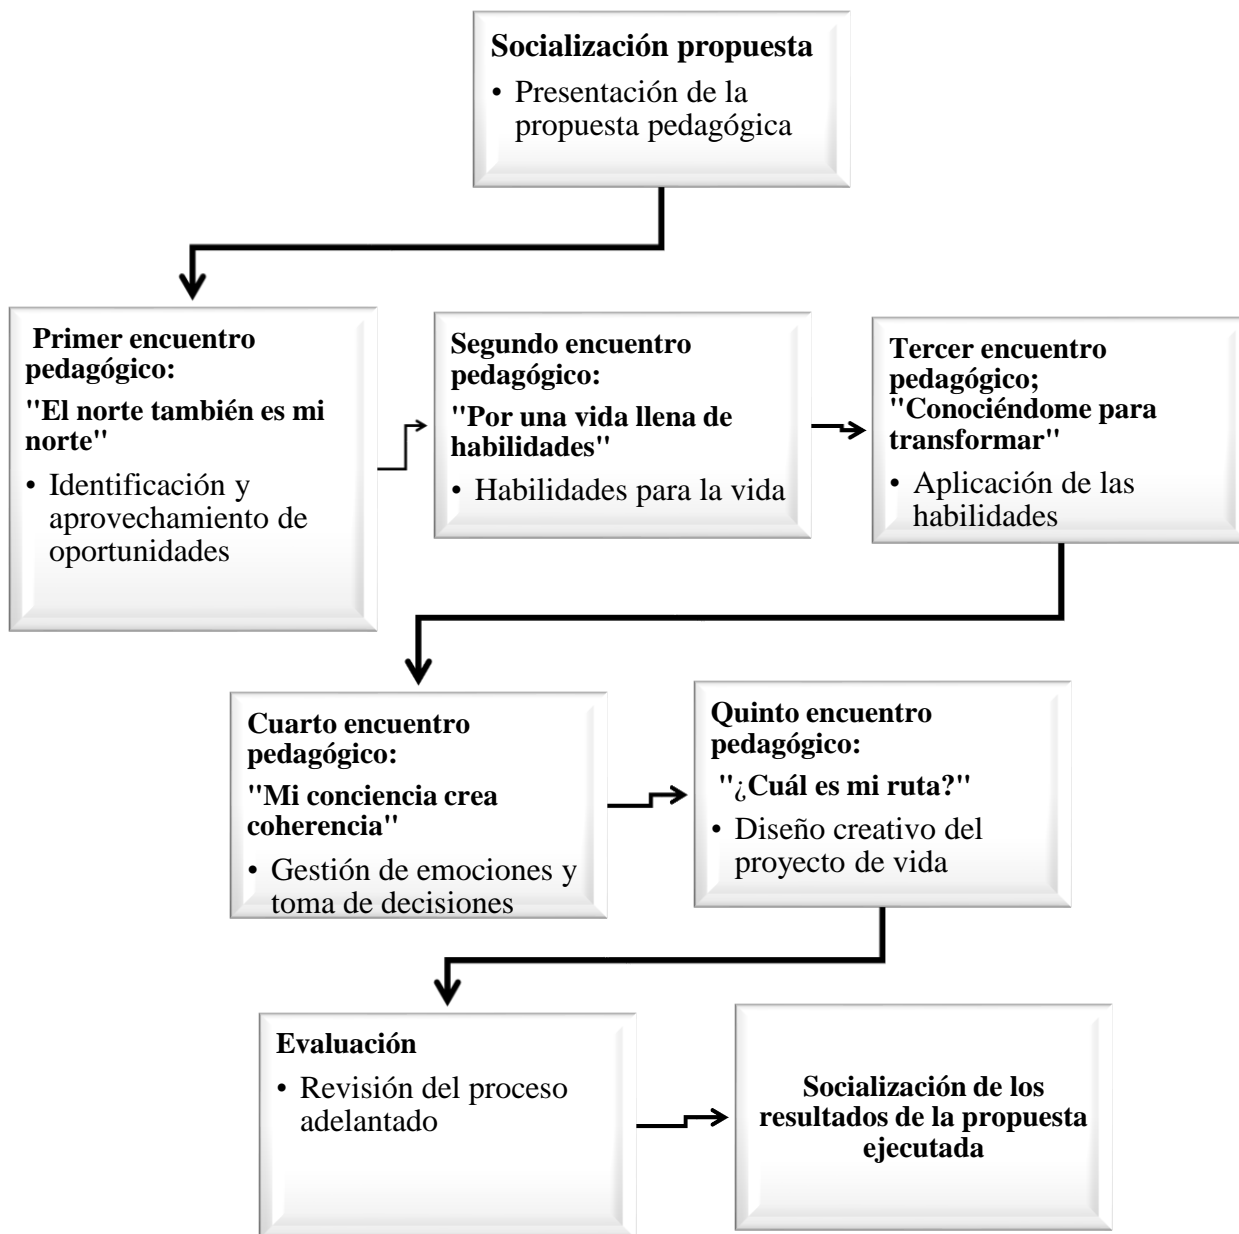 Socialización propuesta
• Presentación de la
propuesta pedagógica
Primer encuentro
pedagógico:
"El norte también es mi
norte"
• Identificación y
aprovechamiento de
oportunidades
Segundo encuentro
pedagógico:
"Por una vida llena de
habilidades"
• Habilidades para la vida
Tercer encuentro
pedagógico;
"Conociéndome para
transformar"
• Aplicación de las
habilidades
Cuarto encuentro
pedagógico:
"Mi conciencia crea
coherencia"
• Gestión de emociones y
toma de decisiones
Quinto encuentro
pedagógico:
"¿Cuál es mi ruta?"
• Diseño creativo del
proyecto de vida
Evaluación
• Revisión del proceso
adelantado
Socialización de los
resultados de la propuesta
ejecutada